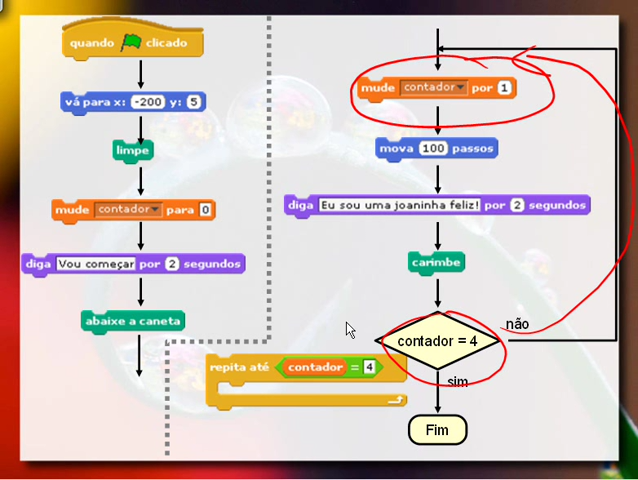 quando clicado
vá para x: -200 y: 5
limpe
mude contador para 0
diga Vou começar por 2 segundos
abaixe a caneta
mude contador por 1
mova 100 passos
diga Eu sou uma joaninha feliz! por 2 segundos
carimbe
contador = 4
não
sim
repita até contador = 4
Fim